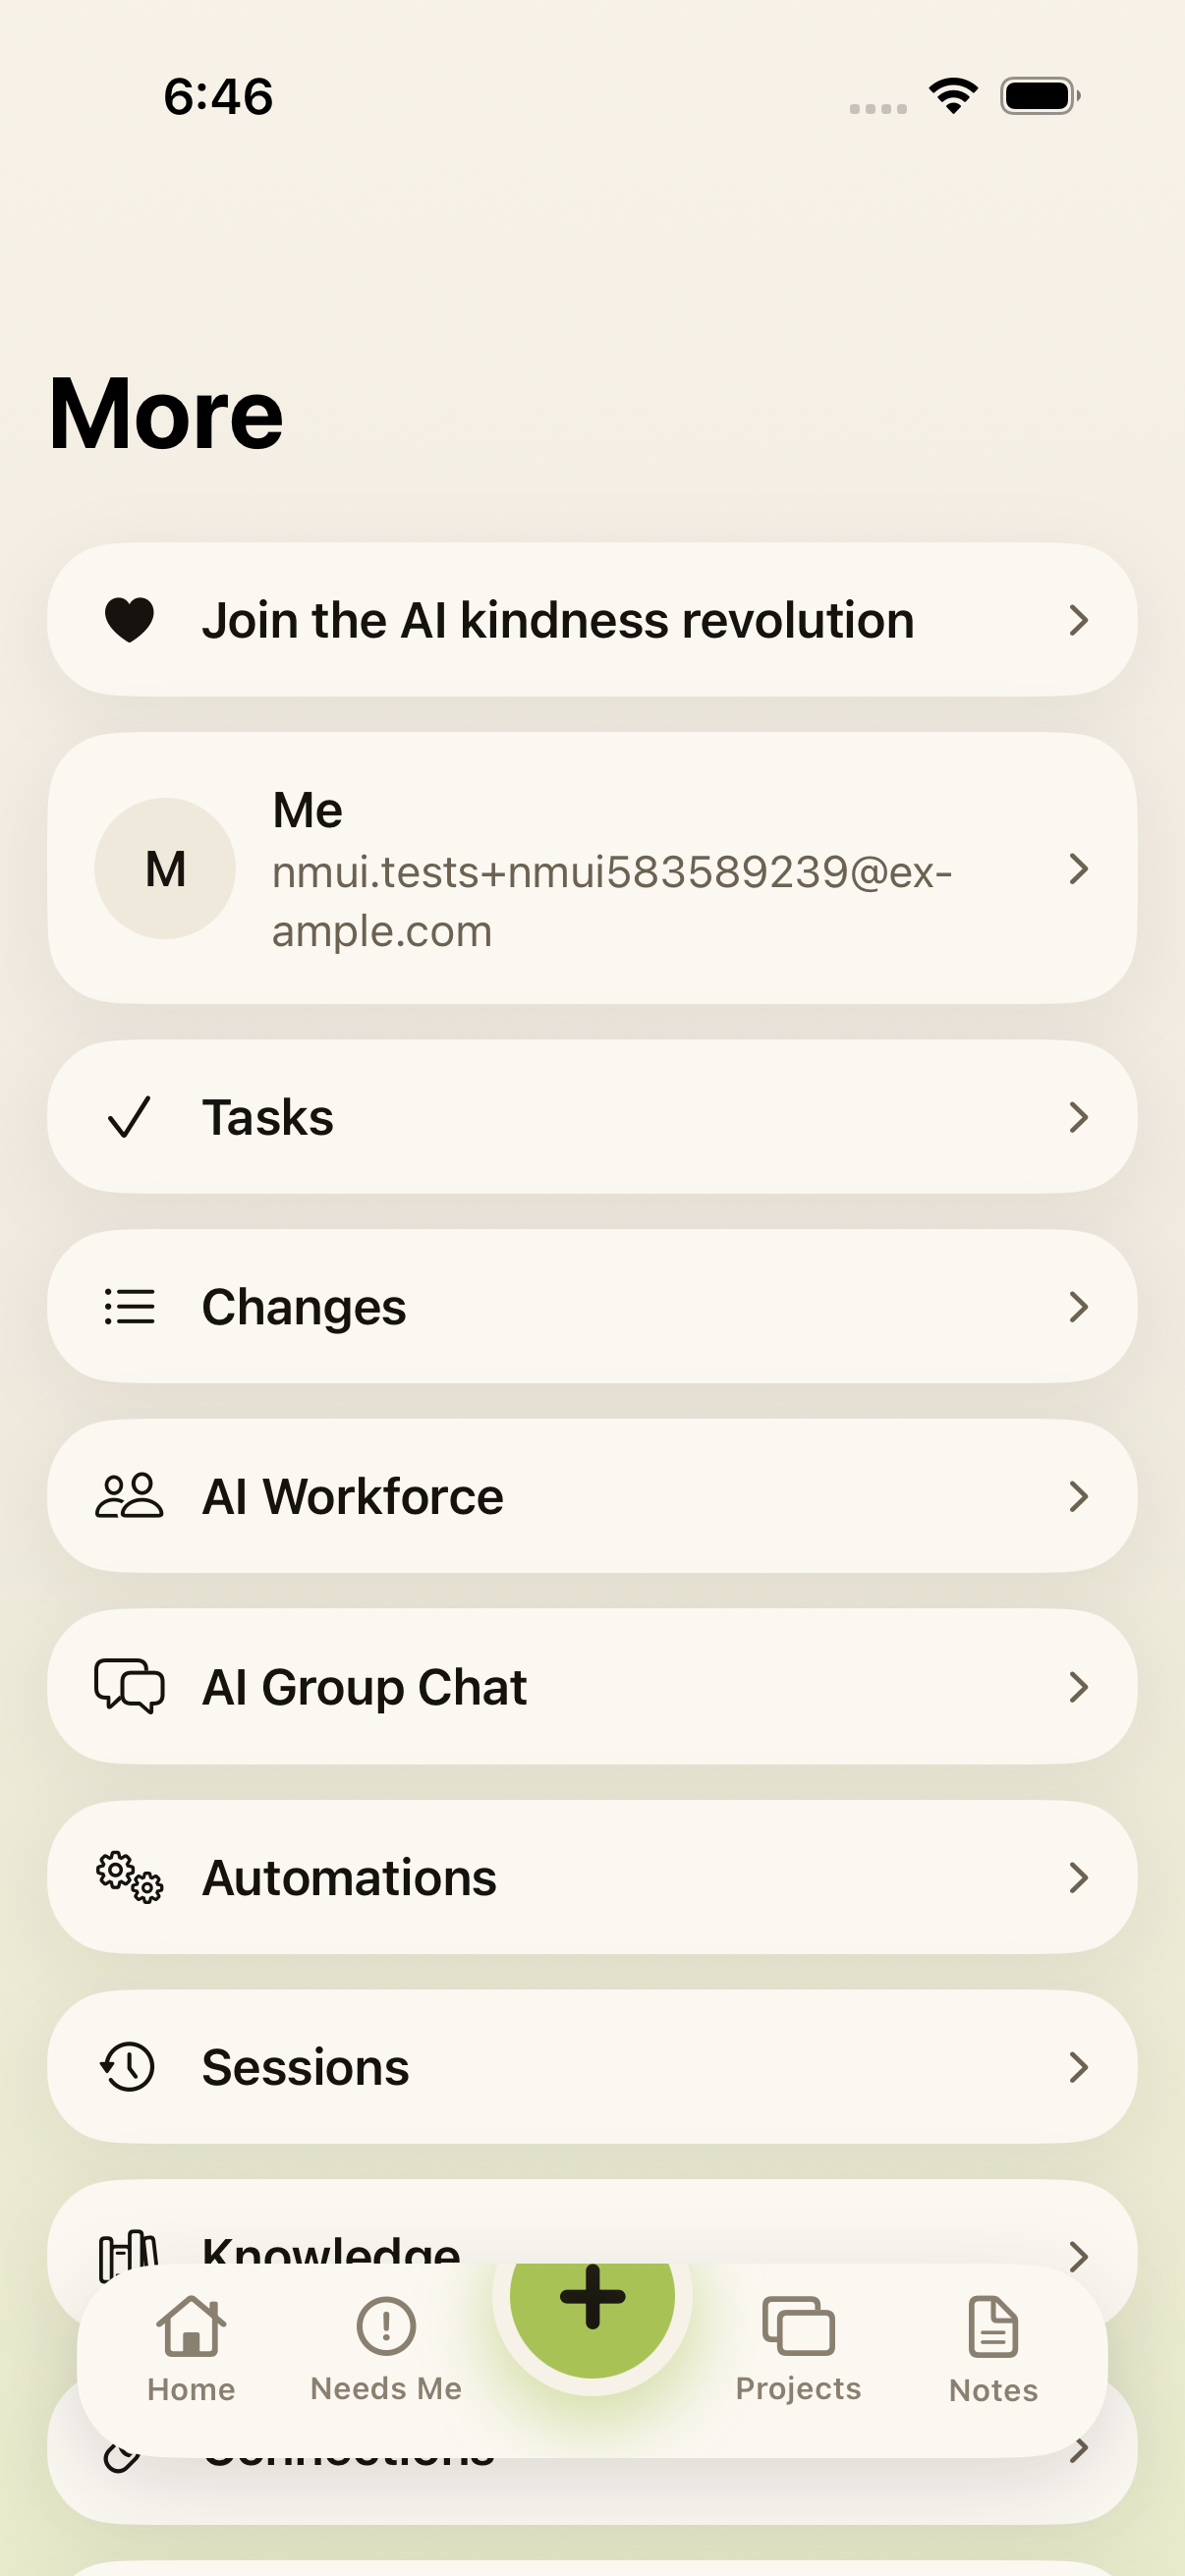 6:46
More
Join the AI kindness revolution
M
Me
nmui.tests+nmui583589239@ex-
ample.com
Tasks
Changes
AI Workforce
AI Group Chat
Automations
Sessions
Knowledge
Home
Needs Me
Projects
Notes
Connections